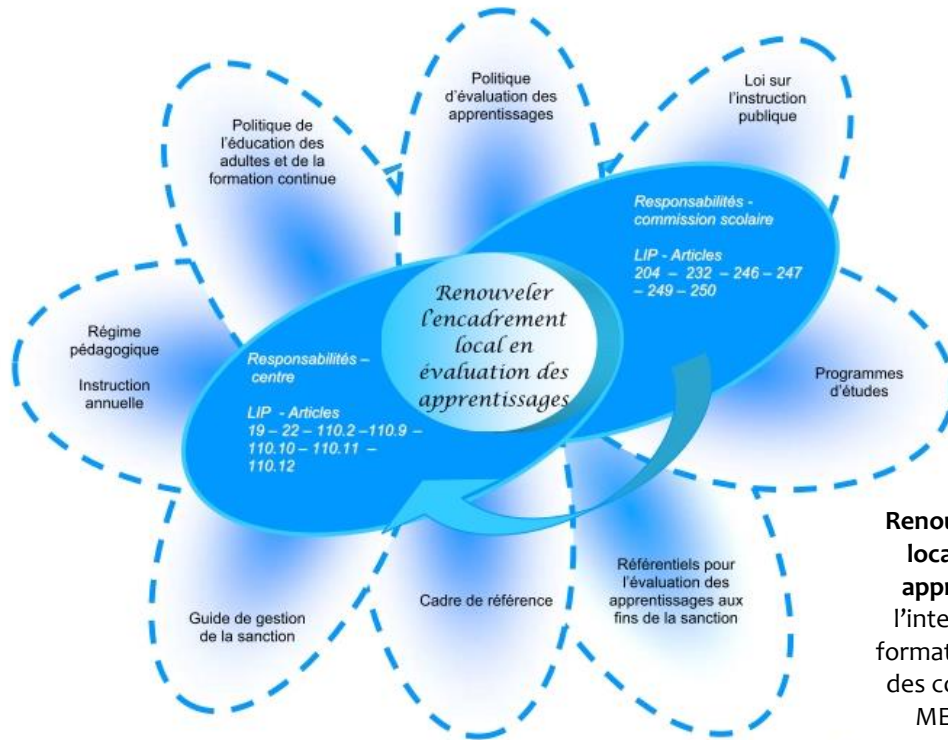 Politique
d'évaluation des
apprentissages
Loi sur
l'instruction
publique
Politique de
l'éducation des
adultes et de la
formation continue
Responsabilités -
commission scolaire
LIP - Articles
204 – 232 – 246 – 247
– 249 – 250
Renouveler
l'encadrement
local en
évaluation des
apprentissages
Régime
pédagogique
Instruction
annuelle
Responsabilités –
centre
LIP - Articles
19 – 22 – 110.2 –110.9 –
110.10 – 110.11 –
110.12
Programmes
d'études
Guide de gestion
de la sanction
Cadre de référence
Référentiels pour
l'évaluation des
apprentissages aux
fins de la sanction
Renou
loca
appr
l'inte
format
des co
ME